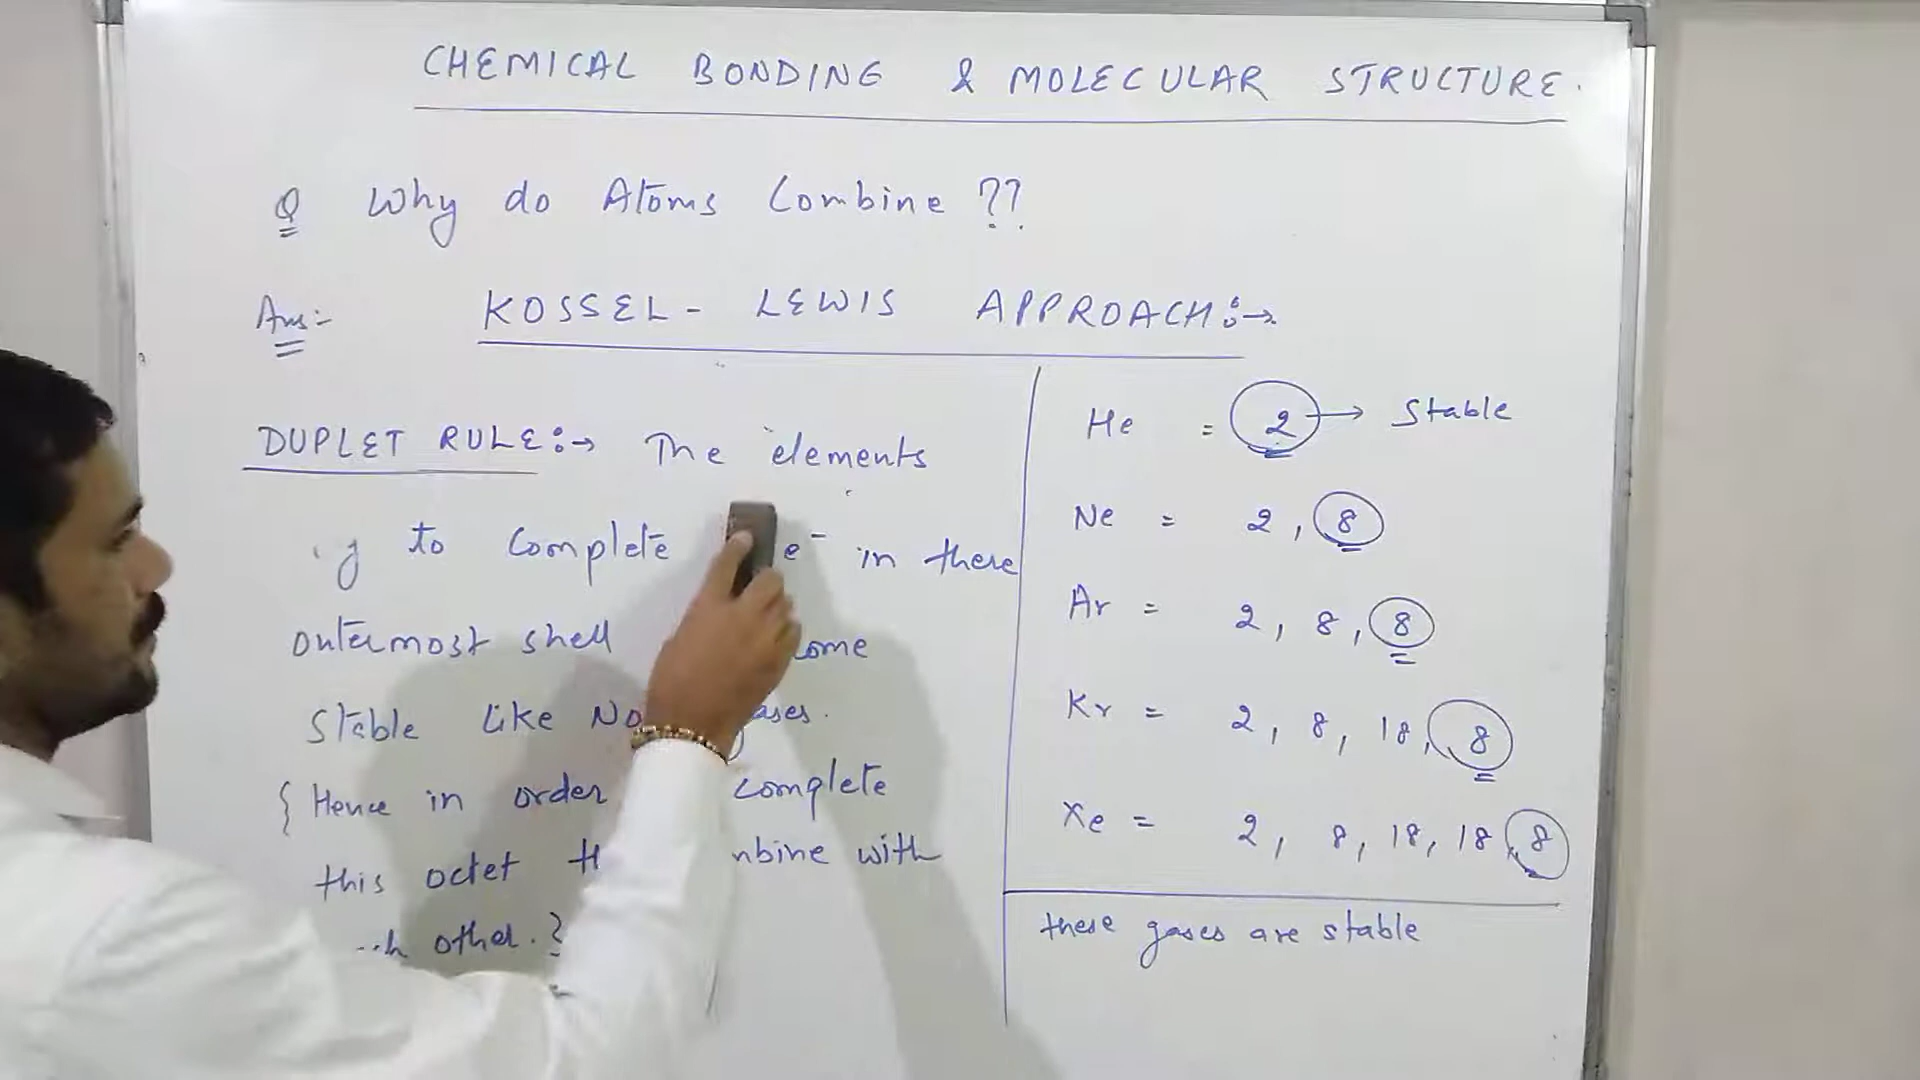 CHEMICAL BONDING & MOLECULAR STRUCTURE.
Q Why do Atoms Combine ??
Ans:- KOSSEL - LEWIS APPROACH:→
DUPLET RULE:→ The elements
to complete e⁻ in there
outermost shell
Stable like
{ Hence in order complete
this octet with
other. }
He = 2 → Stable
Ne = 2, 8
Ar = 2, 8, 8
Kr = 2, 8, 18, 8
Xe = 2, 8, 18, 18, 8
these gases are stable